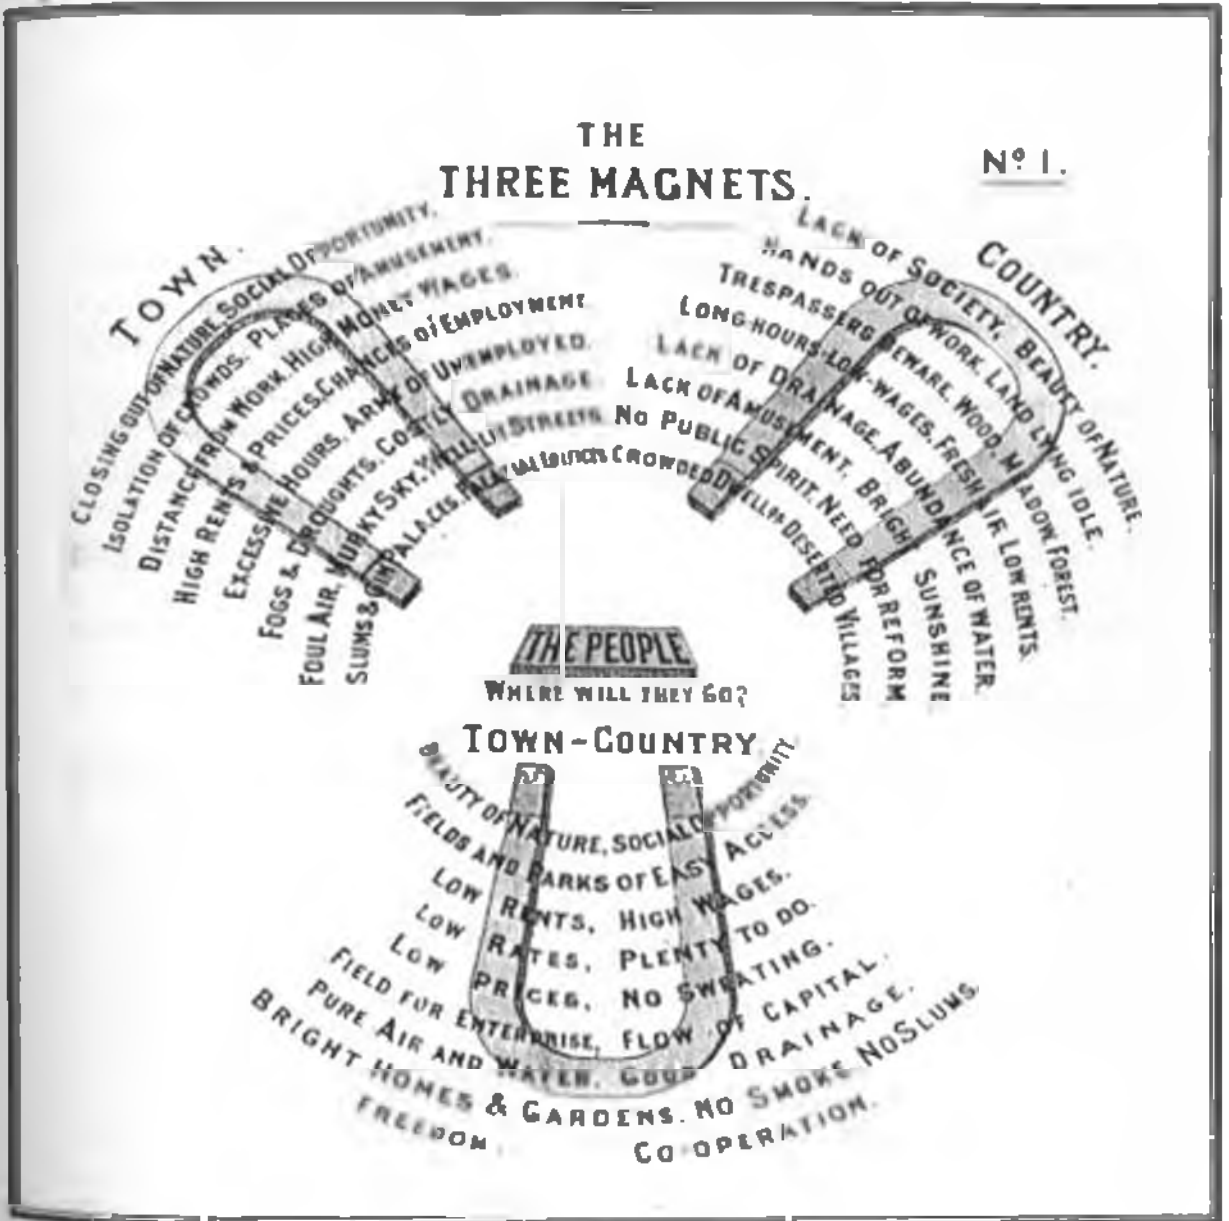 THE
THREE MAGNETS.
Nº 1.
TOWN.
CLOSING OUT OF NATURE. SOCIAL OPPORTUNITY.
ISOLATION OF CROWDS. PLACES OF AMUSEMENT.
DISTANCE FROM WORK. HIGH MONEY WAGES.
HIGH RENTS & PRICES. CHANCES OF EMPLOYMENT
EXCESSIVE HOURS. ARMY OF UNEMPLOYED.
FOGS & DROUGHTS. COSTLY DRAINAGE.
FOUL AIR. MURKY SKY. WELL LIT STREETS.
SLUMS & GIN PALACES.
COUNTRY.
LACK OF SOCIETY. BEAUTY OF NATURE.
HANDS OUT OF WORK. LAND LYING IDLE.
TRESPASSERS BEWARE. WOOD, MEADOW, FOREST.
LONG HOURS-LOW WAGES. FRESH AIR. LOW RENTS.
LACK OF DRAINAGE. ABUNDANCE OF WATER.
LACK OF AMUSEMENT. BRIGHT SUNSHINE
NO PUBLIC SPIRIT. NEED FOR REFORM
CROWDED DWELLGS DESERTED VILLAGES
THE PEOPLE
WHERE WILL THEY GO?
TOWN-COUNTRY
BEAUTY OF NATURE, SOCIAL OPPORTUNITY.
FIELDS AND PARKS OF EASY ACCESS.
LOW RENTS, HIGH WAGES.
LOW RATES, PLENTY TO DO.
LOW PRICES, NO SWEATING.
FIELD FOR ENTERPRISE, FLOW OF CAPITAL.
PURE AIR AND WATER, GOOD DRAINAGE.
BRIGHT HOMES & GARDENS. NO SMOKE NO SLUMS.
FREEDOM. CO-OPERATION.